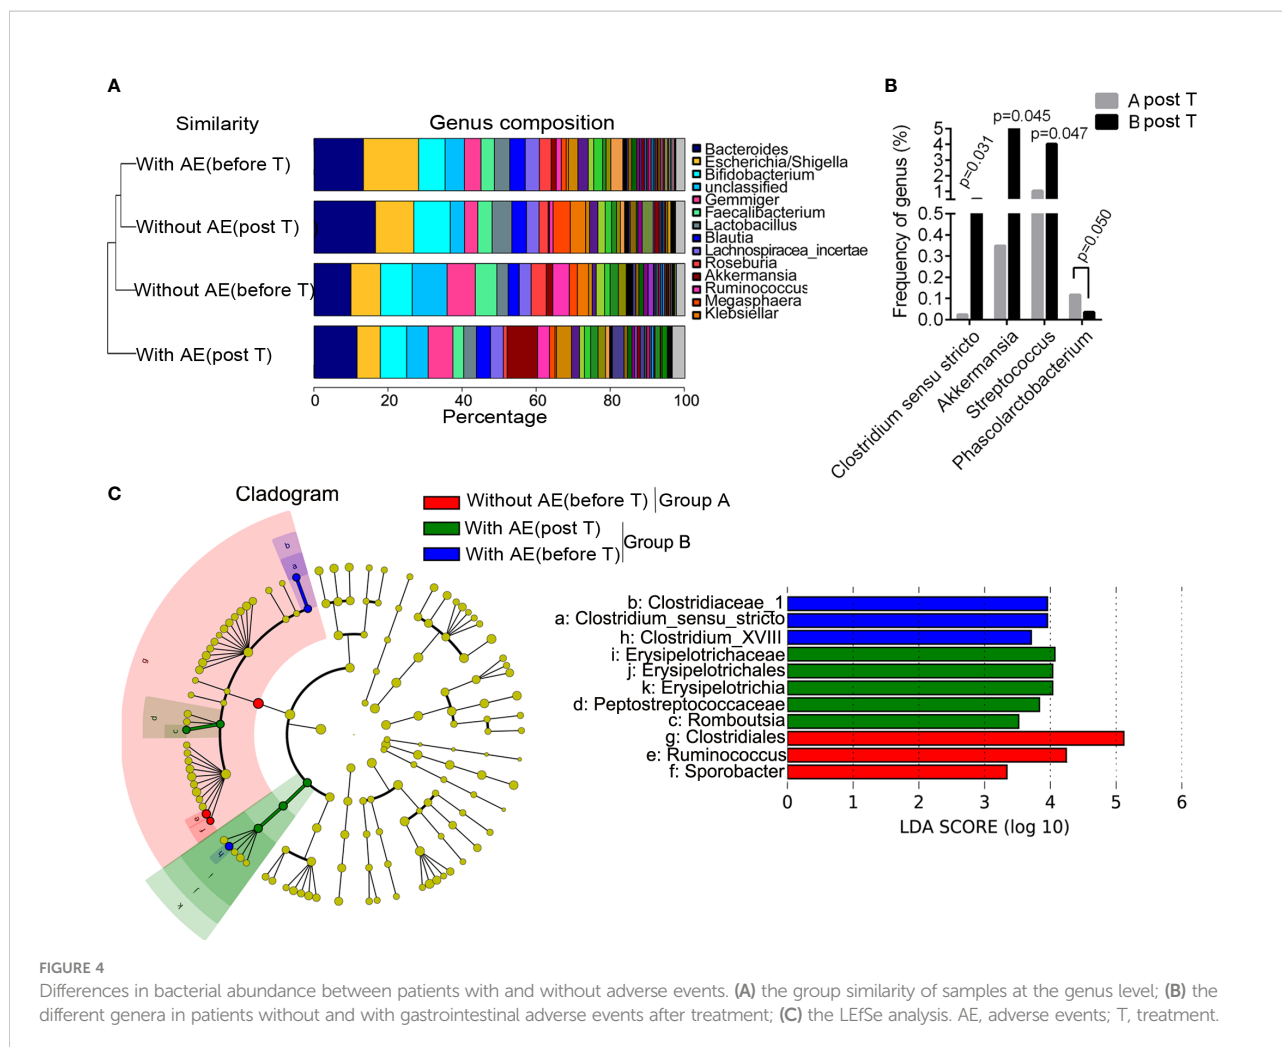 A
Similarity
Genus composition
With AE(before T)
Without AE(post T)
Without AE(before T)
With AE(post T)
Bacteroides
Escherichia/Shigella
Bifidobacterium
unclassified
Gemmiger
Faecalibacterium
Lactobacillus
Blautia
Lachnospiracea_incertae
Roseburia
Akkermansia
Ruminococcus
Megasphaera
Klebsiellar
0 20 40 60 80 100
Percentage
B
A post T
B post T
p=0.031
p=0.045
p=0.047
p=0.050
Frequency of genus (%)
5
4
3
2
1
0.5
0.4
0.3
0.2
0.1
0.0
Clostridium sensu stricto
Akkermansia
Streptococcus
Phascolarctobacterium
C
Cladogram
Without AE(before T) Group A
With AE(post T)
With AE(before T)
Group B
b
a
g
d
c
e
f
h
i
j
k
b: Clostridiaceae_1
a: Clostridium_sensu_stricto
h: Clostridium_XVIII
i: Erysipelotrichaceae
j: Erysipelotrichales
k: Erysipelotrichia
d: Peptostreptococcaceae
c: Romboutsia
g: Clostridiales
e: Ruminococcus
f: Sporobacter
0 1 2 3 4 5 6
LDA SCORE (log 10)
FIGURE 4
Differences in bacterial abundance between patients with and without adverse events. (A) the group similarity of samples at the genus level; (B) the
different genera in patients without and with gastrointestinal adverse events after treatment; (C) the LEfSe analysis. AE, adverse events; T, treatment.